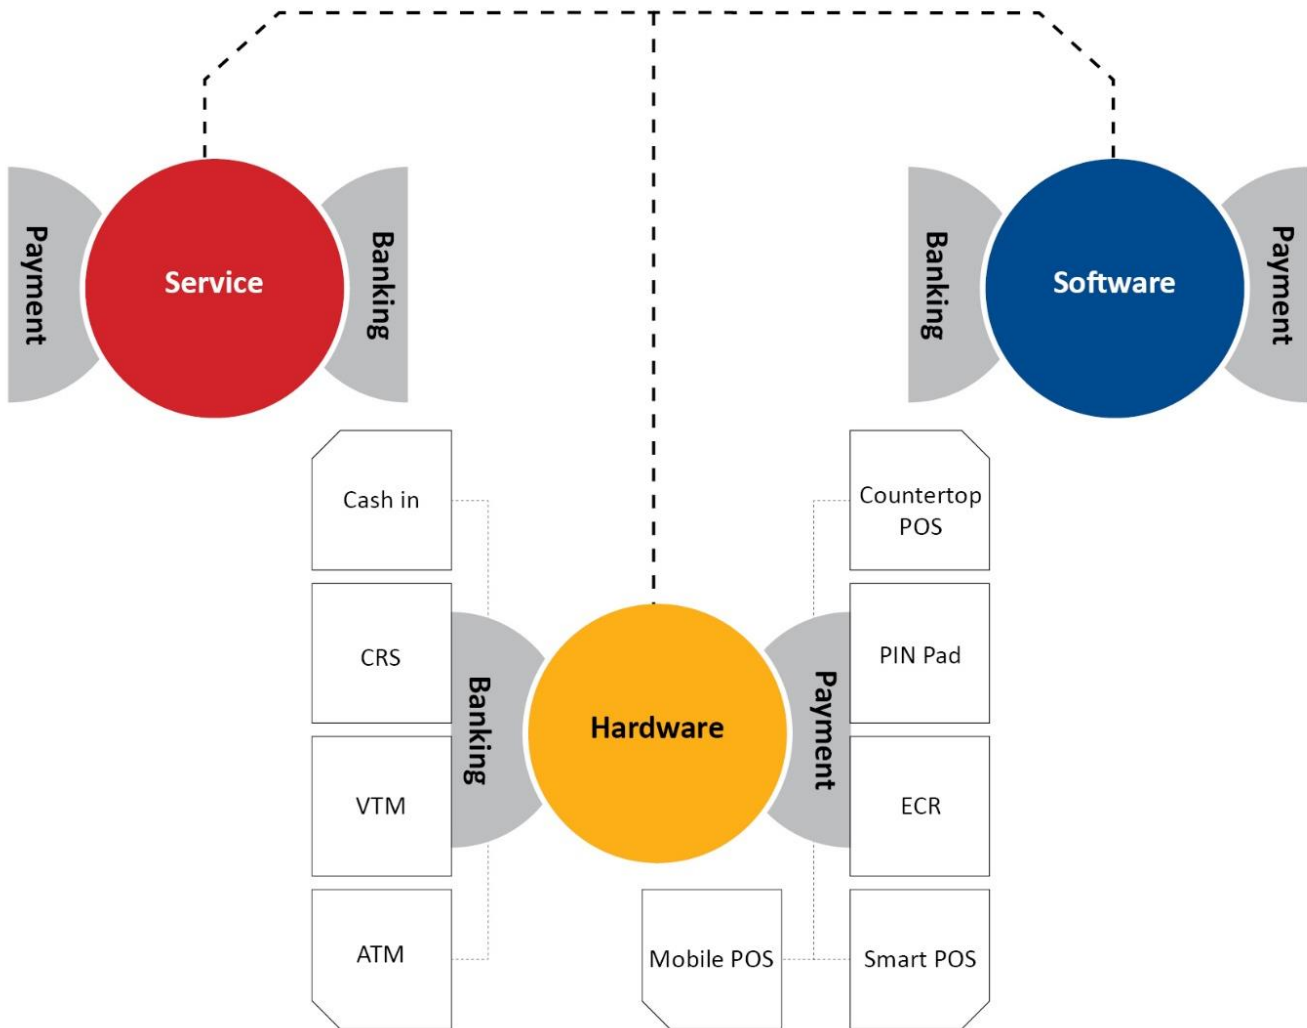 Payment
Service
Banking
Banking
Software
Payment
Cash in
CRS
VTM
ATM
Banking
Hardware
Payment
Countertop
POS
PIN Pad
ECR
Mobile POS
Smart POS